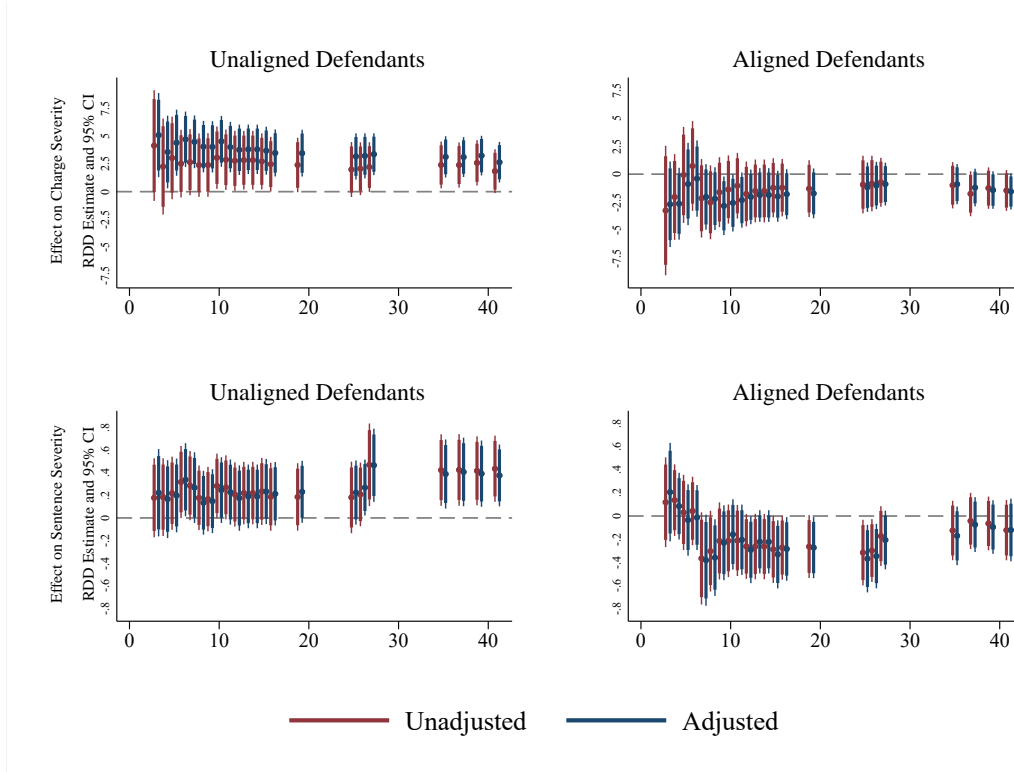 Unaligned Defendants
Effect on Charge Severity
RDD Estimate and 95% CI
7.5
5
2.5
0
-2.5
-5
-7.5
0 10 20 30 40
Aligned Defendants
7.5
5
2.5
0
-2.5
-5
-7.5
0 10 20 30 40
Unaligned Defendants
Effect on Sentence Severity
RDD Estimate and 95% CI
.8
.6
.4
.2
0
-.2
-.4
-.6
-.8
0 10 20 30 40
Aligned Defendants
.8
.6
.4
.2
0
-.2
-.4
-.6
-.8
0 10 20 30 40
Unadjusted Adjusted